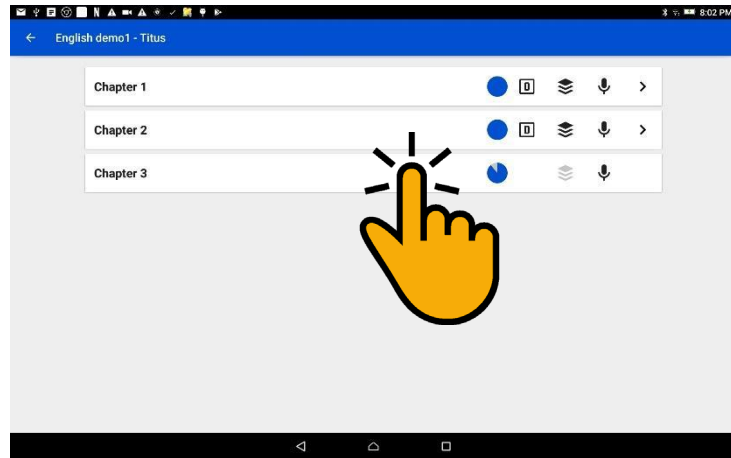 8:02 PM
English demo1 - Titus
Chapter 1
0
Chapter 2
0
Chapter 3